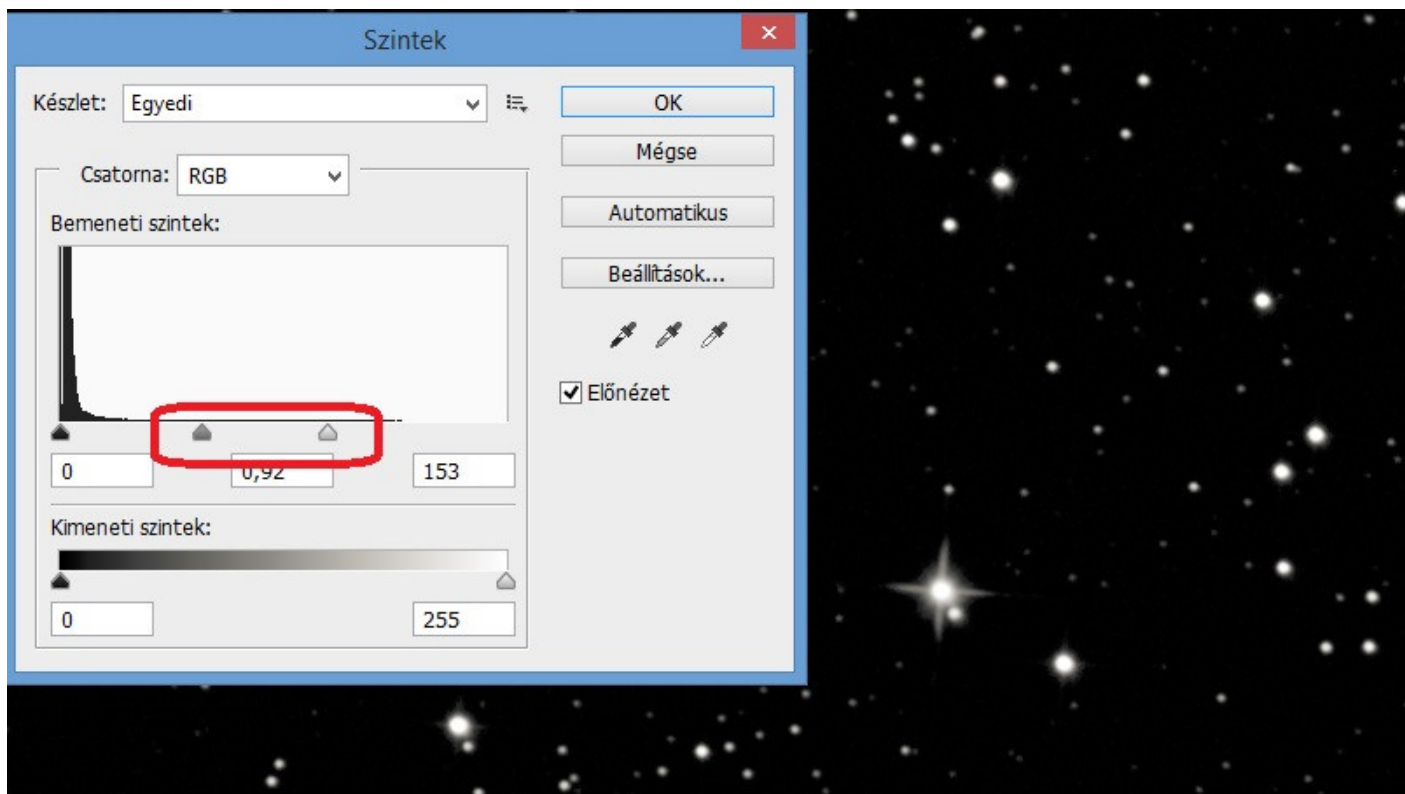 Szintek
Készlet: Egyedi
OK
Mégse
Csatorna: RGB
Automatikus
Bemeneti szintek:
Beállítások...
Előnézet
0 0,92 153
Kimeneti szintek:
0 255